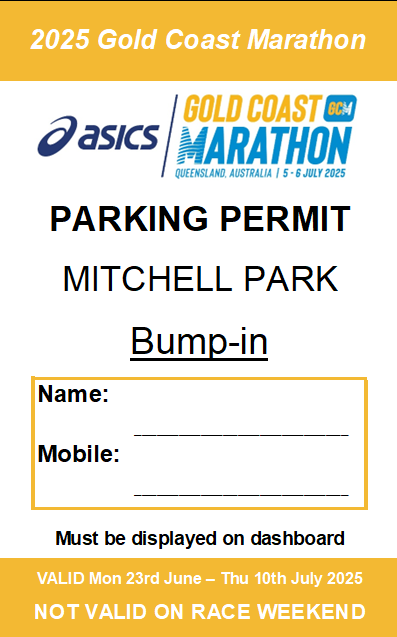 2025 Gold Coast Marathon
asics
GOLD COAST GCM
MARATHON
QUEENSLAND, AUSTRALIA | 5 - 6 JULY 2025
PARKING PERMIT
MITCHELL PARK
Bump-in
Name:
Mobile:
Must be displayed on dashboard
VALID Mon 23rd June – Thu 10th July 2025
NOT VALID ON RACE WEEKEND